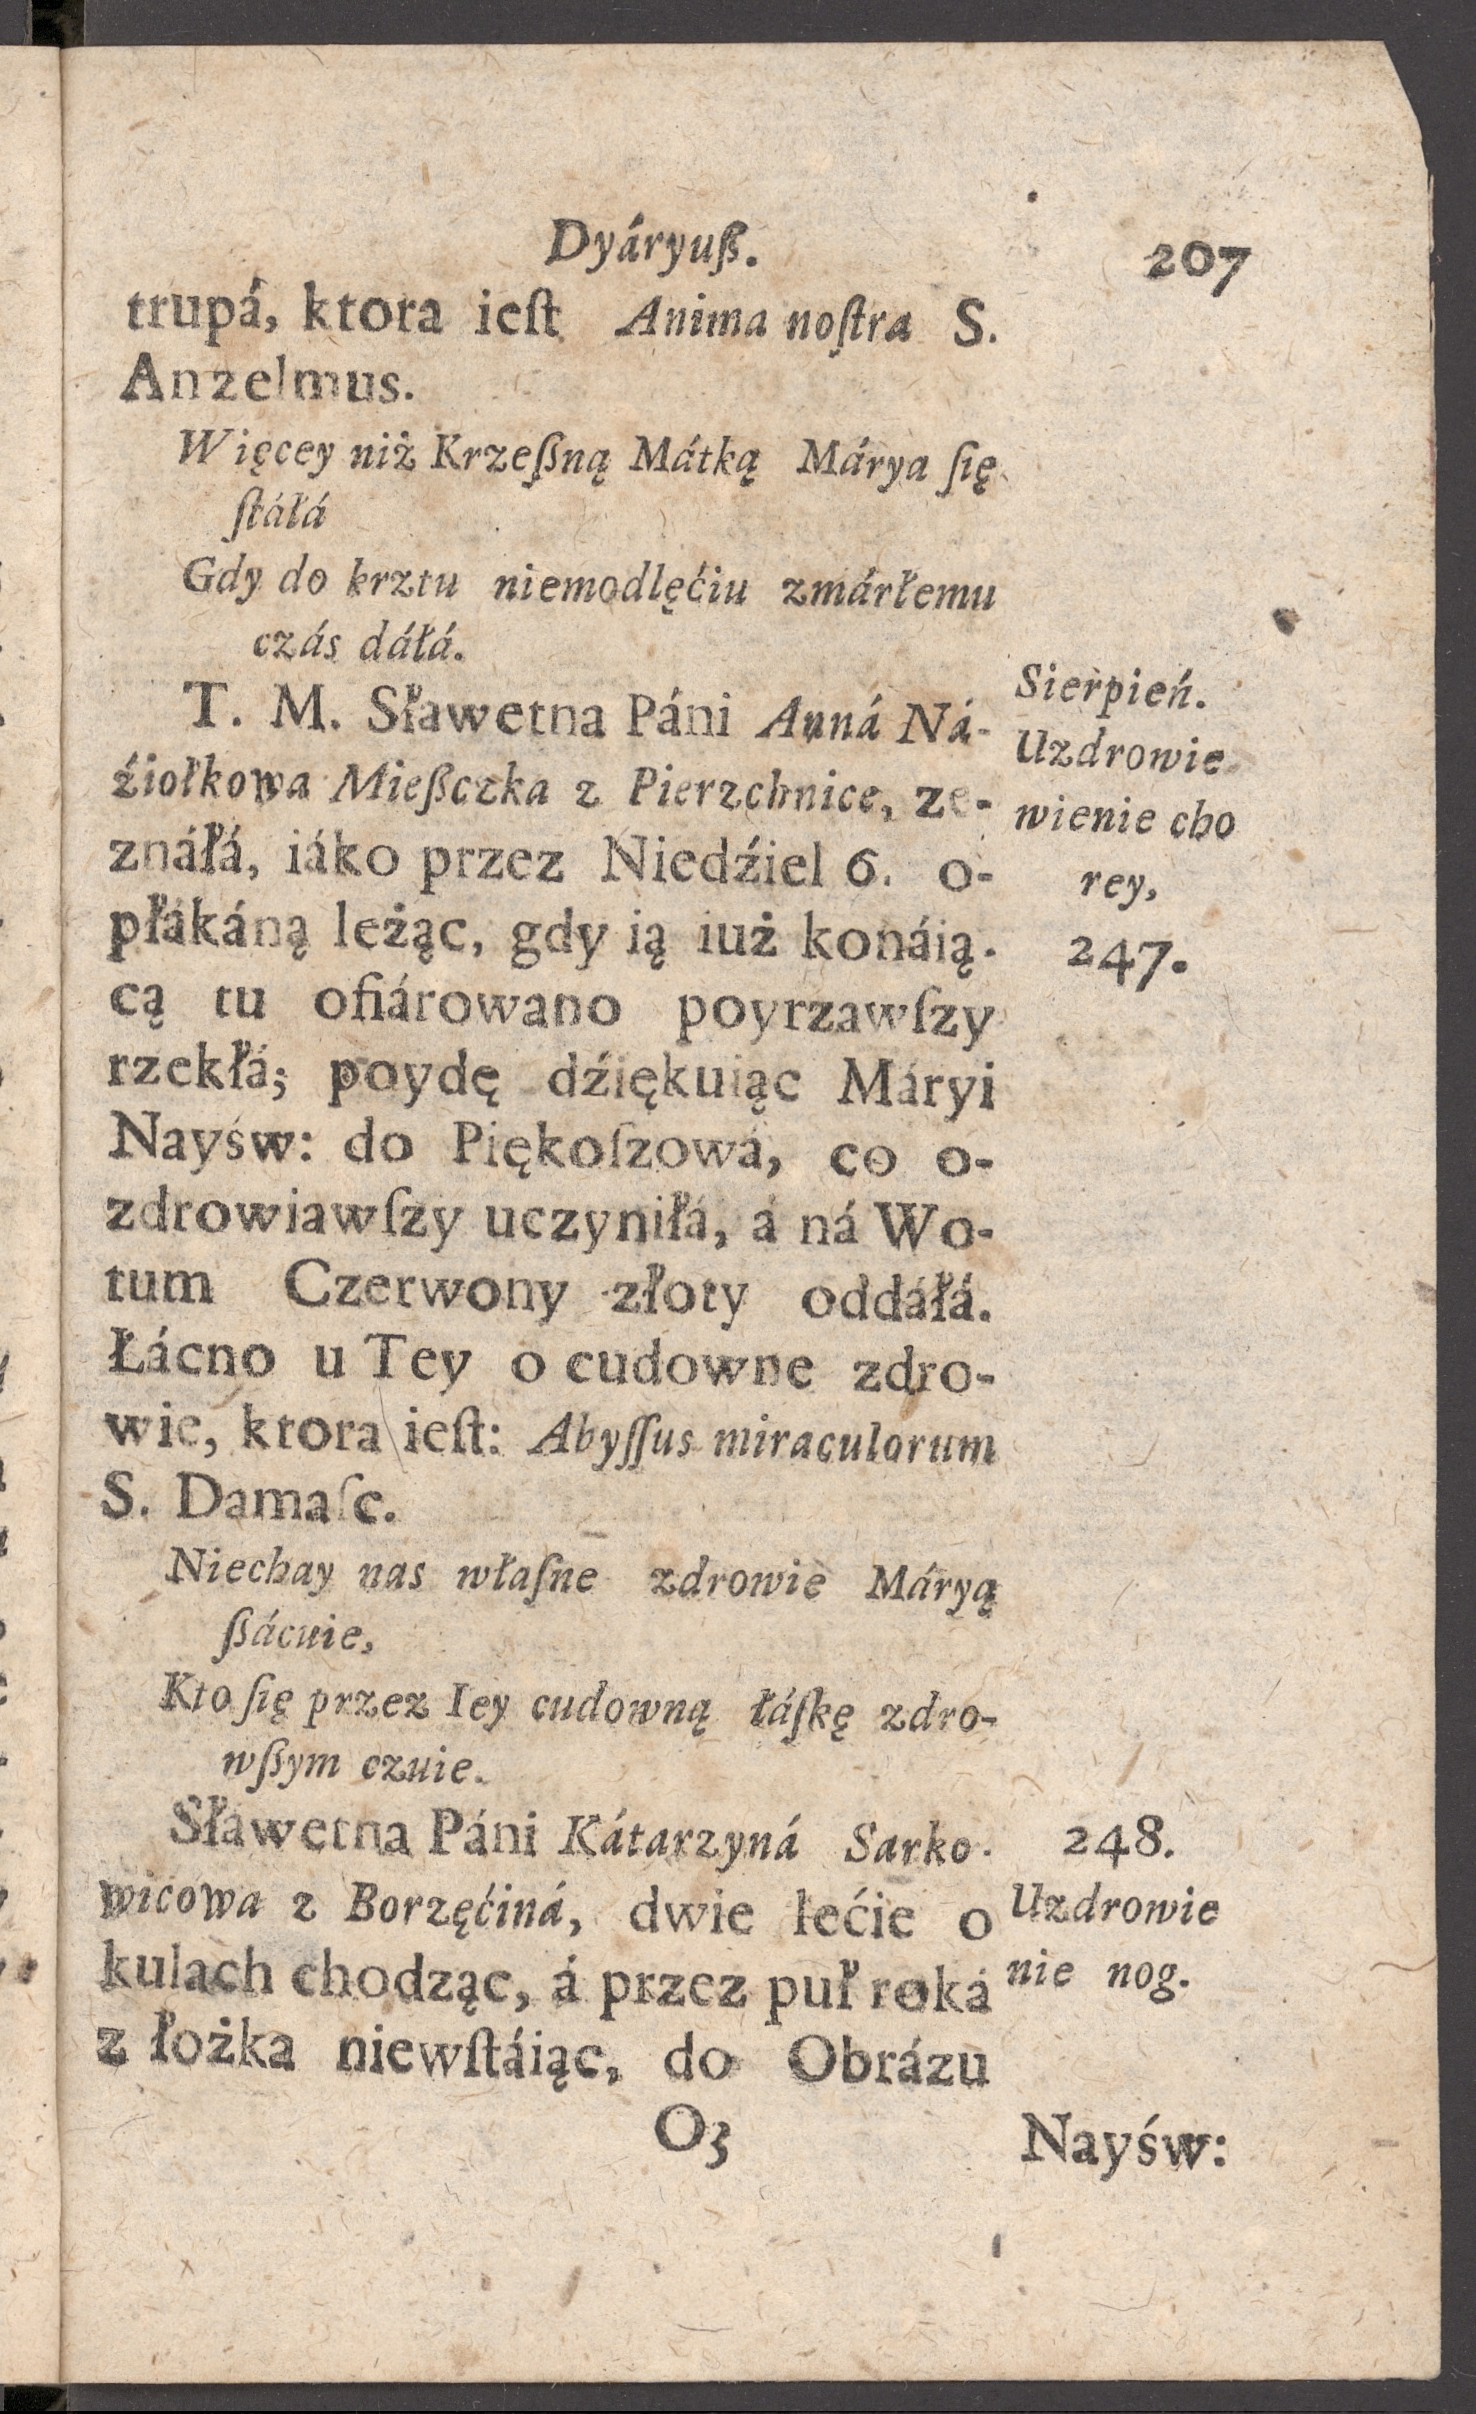 Dyáryuß.
207
trupá, ktora ieſt Anima noſtra S.
Anzelmus.
Więcey niż Krzeßną Mátką Márya ſię
ſtáłá
Gdy do krztu niemodlęćiu zmárłemu
czás dáłá.
T. M. Sławetna Páni Anná Ná-
źiołkowa Mießczka z Pierzchnice, ze-
znáłá, iáko przez Niedźiel 6. o-
płákáną leżąc, gdy ią iuż konáią-
cą tu ofiárowano poyrzawſzy
rzekłá; poydę dźiękuiąc Máryi
Nayśw: do Piękoſzowá, co o-
zdrowiawſzy uczyniłá, á ná Wo-
tum Czerwony złoty oddáłá.
Łácno u Tey o cudowne zdro-
wie, ktora ieſt: Abyſſus miraculorum
S. Damaſc.
Niechay nas właſne zdrowie Máryą
ßácuie,
Kto ſię przez Iey cudowną łáſkę zdro-
wßym czuie.
Sławetna Páni Kátarzyná Sarko-
wicowa z Borzęćiná, dwie lećie o
kulach chodząc, á przez puł roká
z łożka niewſtáiąc, do Obrázu
Sierpień.
Uzdrowie
wienie cho
rey,
247.
248.
Uzdrowie
nie nog.
O3
Nayśw: